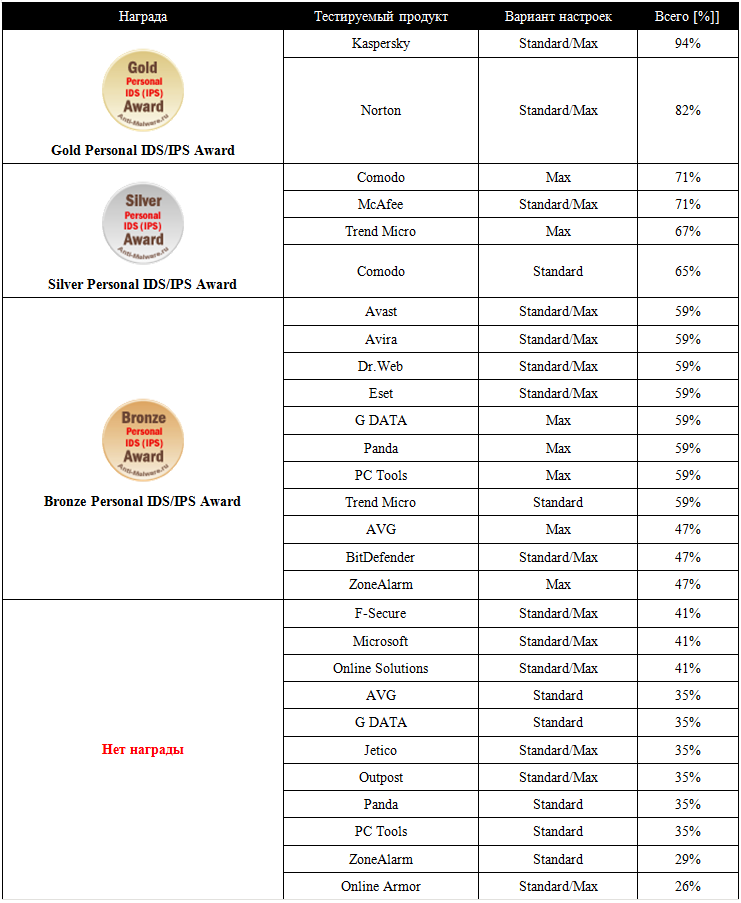 Награда Тестируемый продукт Вариант настроек Всего [%]]
Kaspersky Standard/Max 94%
Gold
Personal
IDS (IPS)
Award
Anti-Malware.ru
Norton Standard/Max 82%
Gold Personal IDS/IPS Award
Comodo Max 71%
Silver
Personal
IDS (IPS)
Award
Anti-Malware.ru
McAfee Standard/Max 71%
Trend Micro Max 67%
Comodo Standard 65%
Silver Personal IDS/IPS Award
Avast Standard/Max 59%
Avira Standard/Max 59%
Dr.Web Standard/Max 59%
Eset Standard/Max 59%
G DATA Max 59%
Bronze
Personal
IDS (IPS)
Award
Anti-Malware.ru
Panda Max 59%
PC Tools Max 59%
Bronze Personal IDS/IPS Award
Trend Micro Standard 59%
AVG Max 47%
BitDefender Standard/Max 47%
ZoneAlarm Max 47%
F-Secure Standard/Max 41%
Microsoft Standard/Max 41%
Online Solutions Standard/Max 41%
AVG Standard 35%
G DATA Standard 35%
Нет награды
Jetico Standard/Max 35%
Outpost Standard/Max 35%
Panda Standard 35%
PC Tools Standard 35%
ZoneAlarm Standard 29%
Online Armor Standard/Max 26%